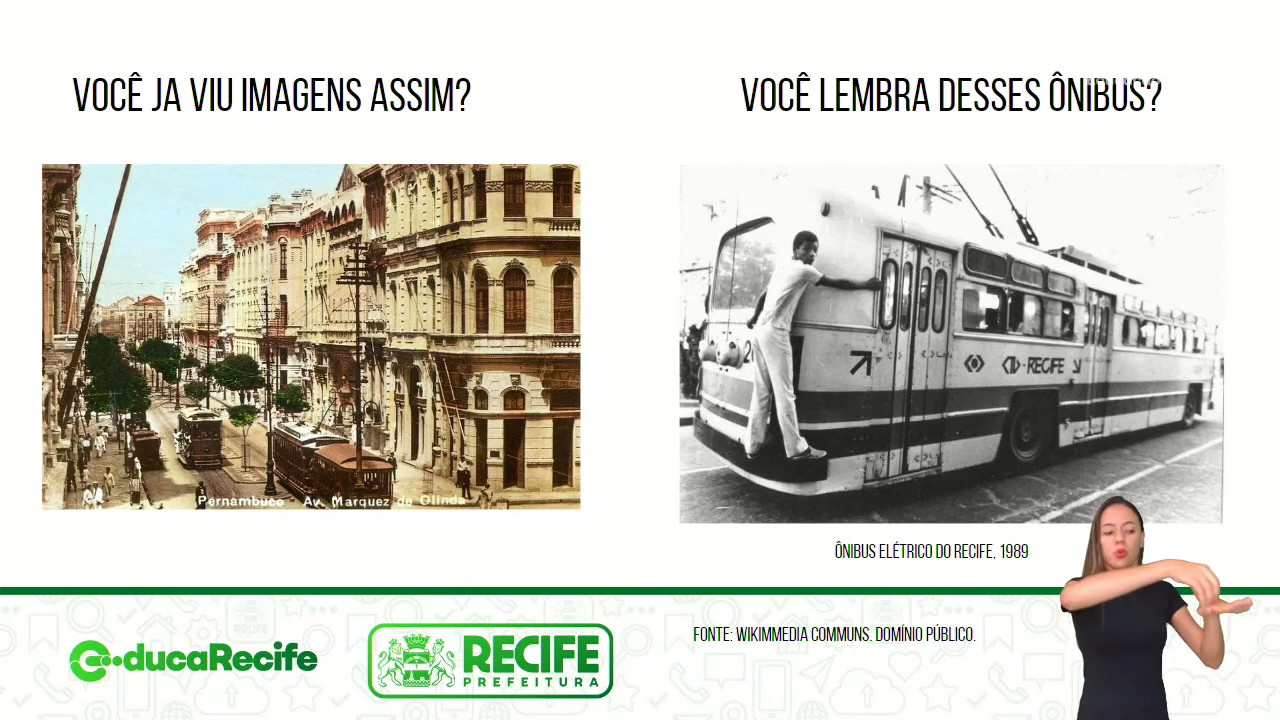 VOCÊ JA VIU IMAGENS ASSIM?
VOCÊ LEMBRA DESSES ÔNIBUS?
Pernambuco - Av. Marquez de Olinda
CTU - RECIFE
ÔNIBUS ELÉTRICO DO RECIFE, 1989
FONTE: WIKIMMEDIA COMMUNS. DOMÍNIO PÚBLICO.
educaRecife
RECIFE
PREFEITURA